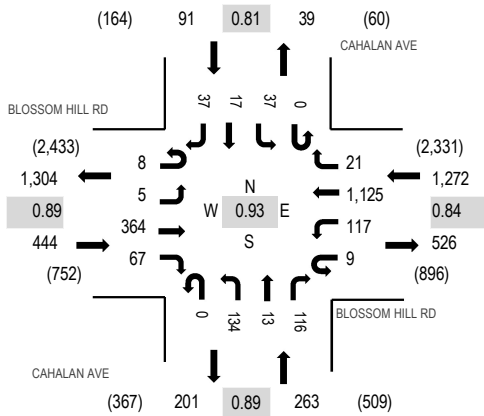 (164) 91 0.81 39 (60)
CAHALAN AVE
BLOSSOM HILL RD
37 17 37 0
(2,433) (2,331)
8 21
1,304 1,272
N
5 1,125
0.89 W 0.93 E 0.84
364 117
S
444 526
67 9
(752) (896)
0 134 13 116
BLOSSOM HILL RD
CAHALAN AVE
(367) 201 0.89 263 (509)